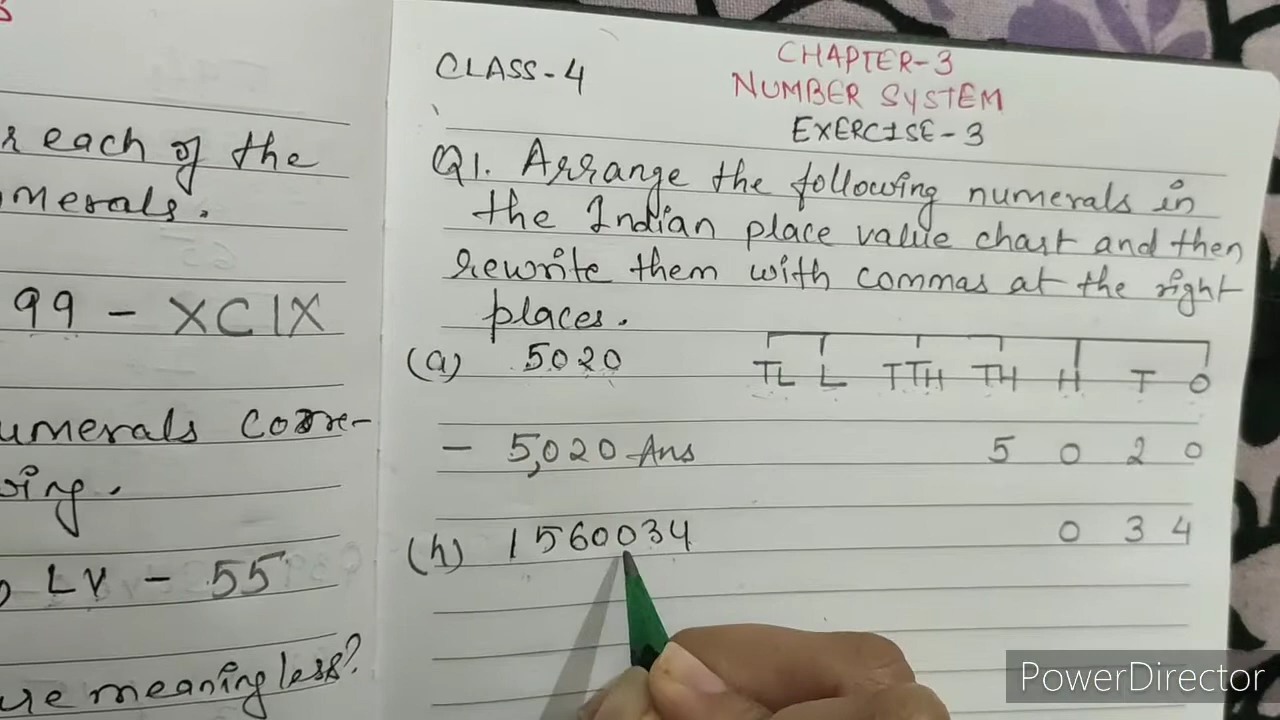 r each of the
merals.
99 - XCIX
umerals corre-
ing.
LV - 55
ure meaningless?
CLASS-4
CHAPTER-3
NUMBER SYSTEM
EXERCISE-3
Q1. Arrange the following numerals in
the Indian place value chart and then
rewrite them with commas at the right
places.
(a) 5020 TL L TTH TH H T O
- 5,020 Ans 5 0 2 0
(h) 1560034 0 3 4
PowerDirector